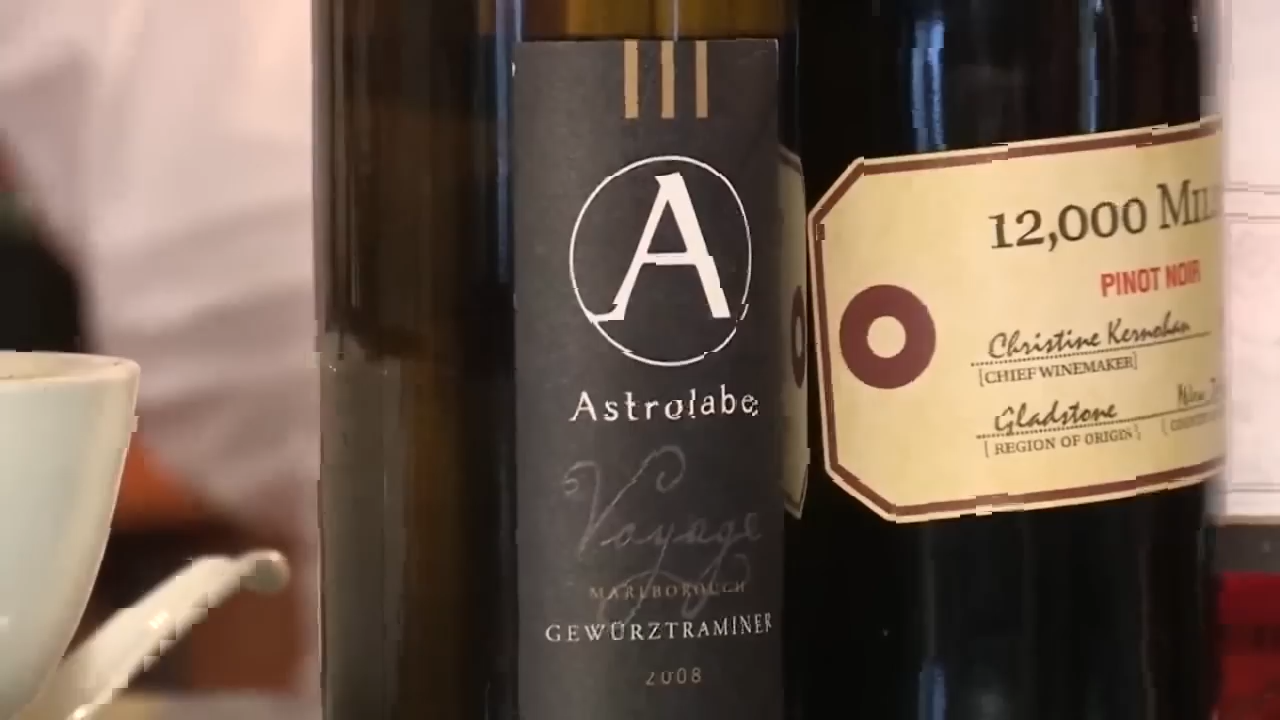 A
Astrolabe
Voyage
MARLBOROUGH
GEWÜRZTRAMINER
2008
12,000
PINOT NOIR
Christine Kernohan
[CHIEF WINEMAKER]
Gladstone
[REGION OF ORIGIN]